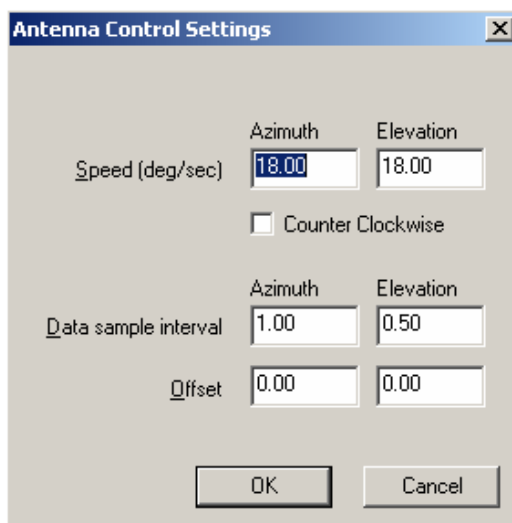 Antenna Control Settings
Azimuth Elevation
Speed (deg/sec) 18.00 18.00
Counter Clockwise
Azimuth Elevation
Data sample interval 1.00 0.50
Offset 0.00 0.00
OK Cancel